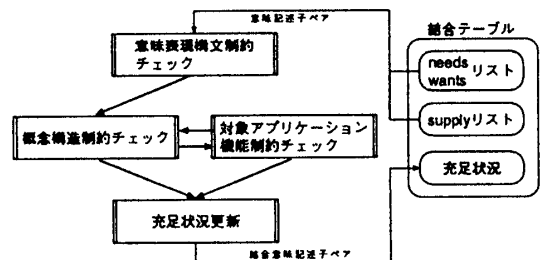 意味記述子ペア
結合テーブル
意味表現構文制約
チェック
needs
wants リスト
supplyリスト
概念構造制約チェック
対象アプリケーション
機能制約チェック
充足状況
充足状況更新
結合意味記述子ペア